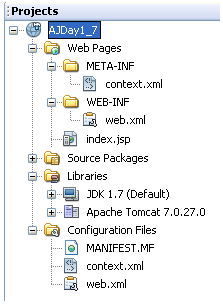 Projects
AJDay1_7
Web Pages
META-INF
context.xml
WEB-INF
web.xml
index.jsp
Source Packages
Libraries
JDK 1.7 (Default)
Apache Tomcat 7.0.27.0
Configuration Files
MANIFEST.MF
context.xml
web.xml